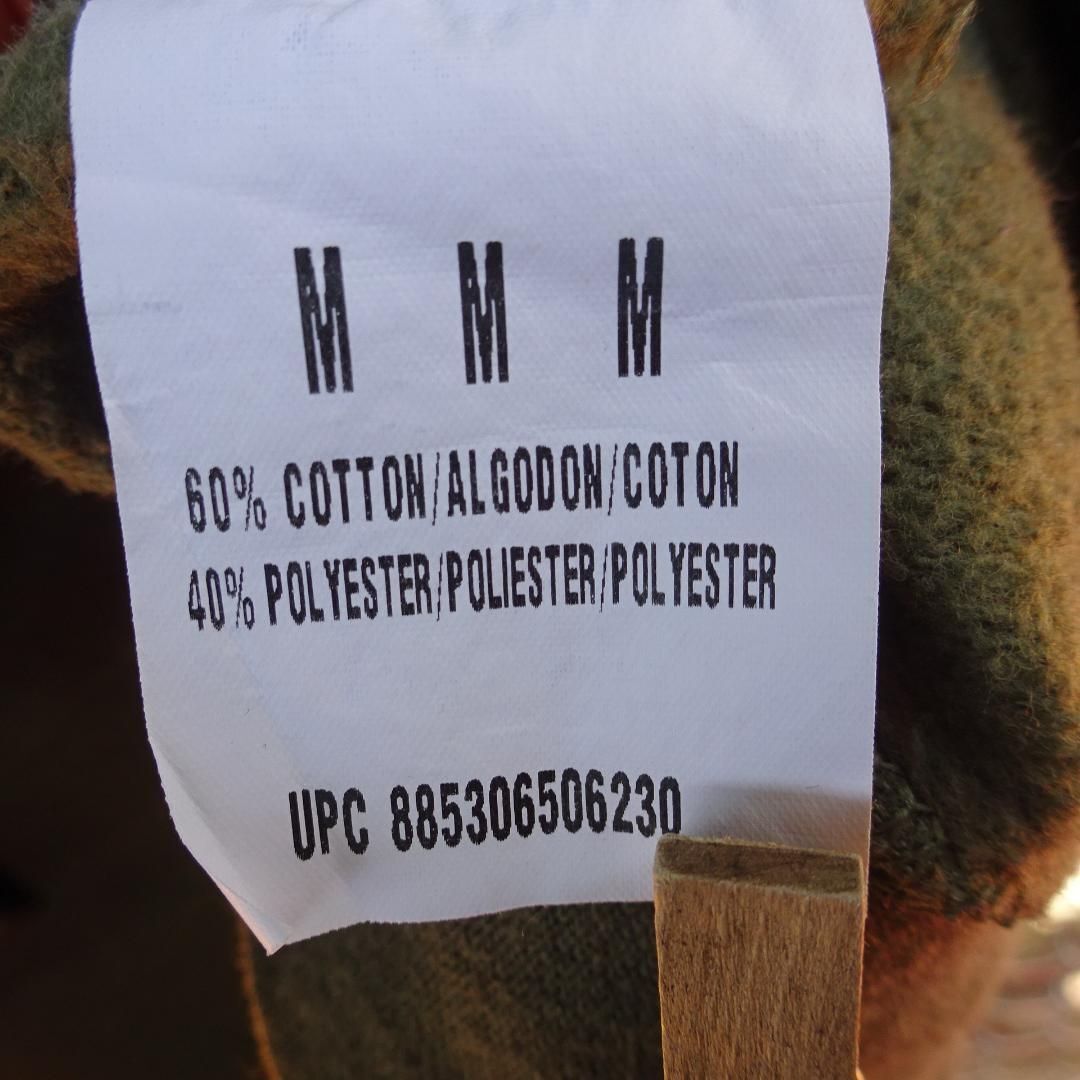 M M M
60% COTTON/ALGODON/COTON
40% POLYESTER/POLIESTER/POLYESTER
UPC 885306506230